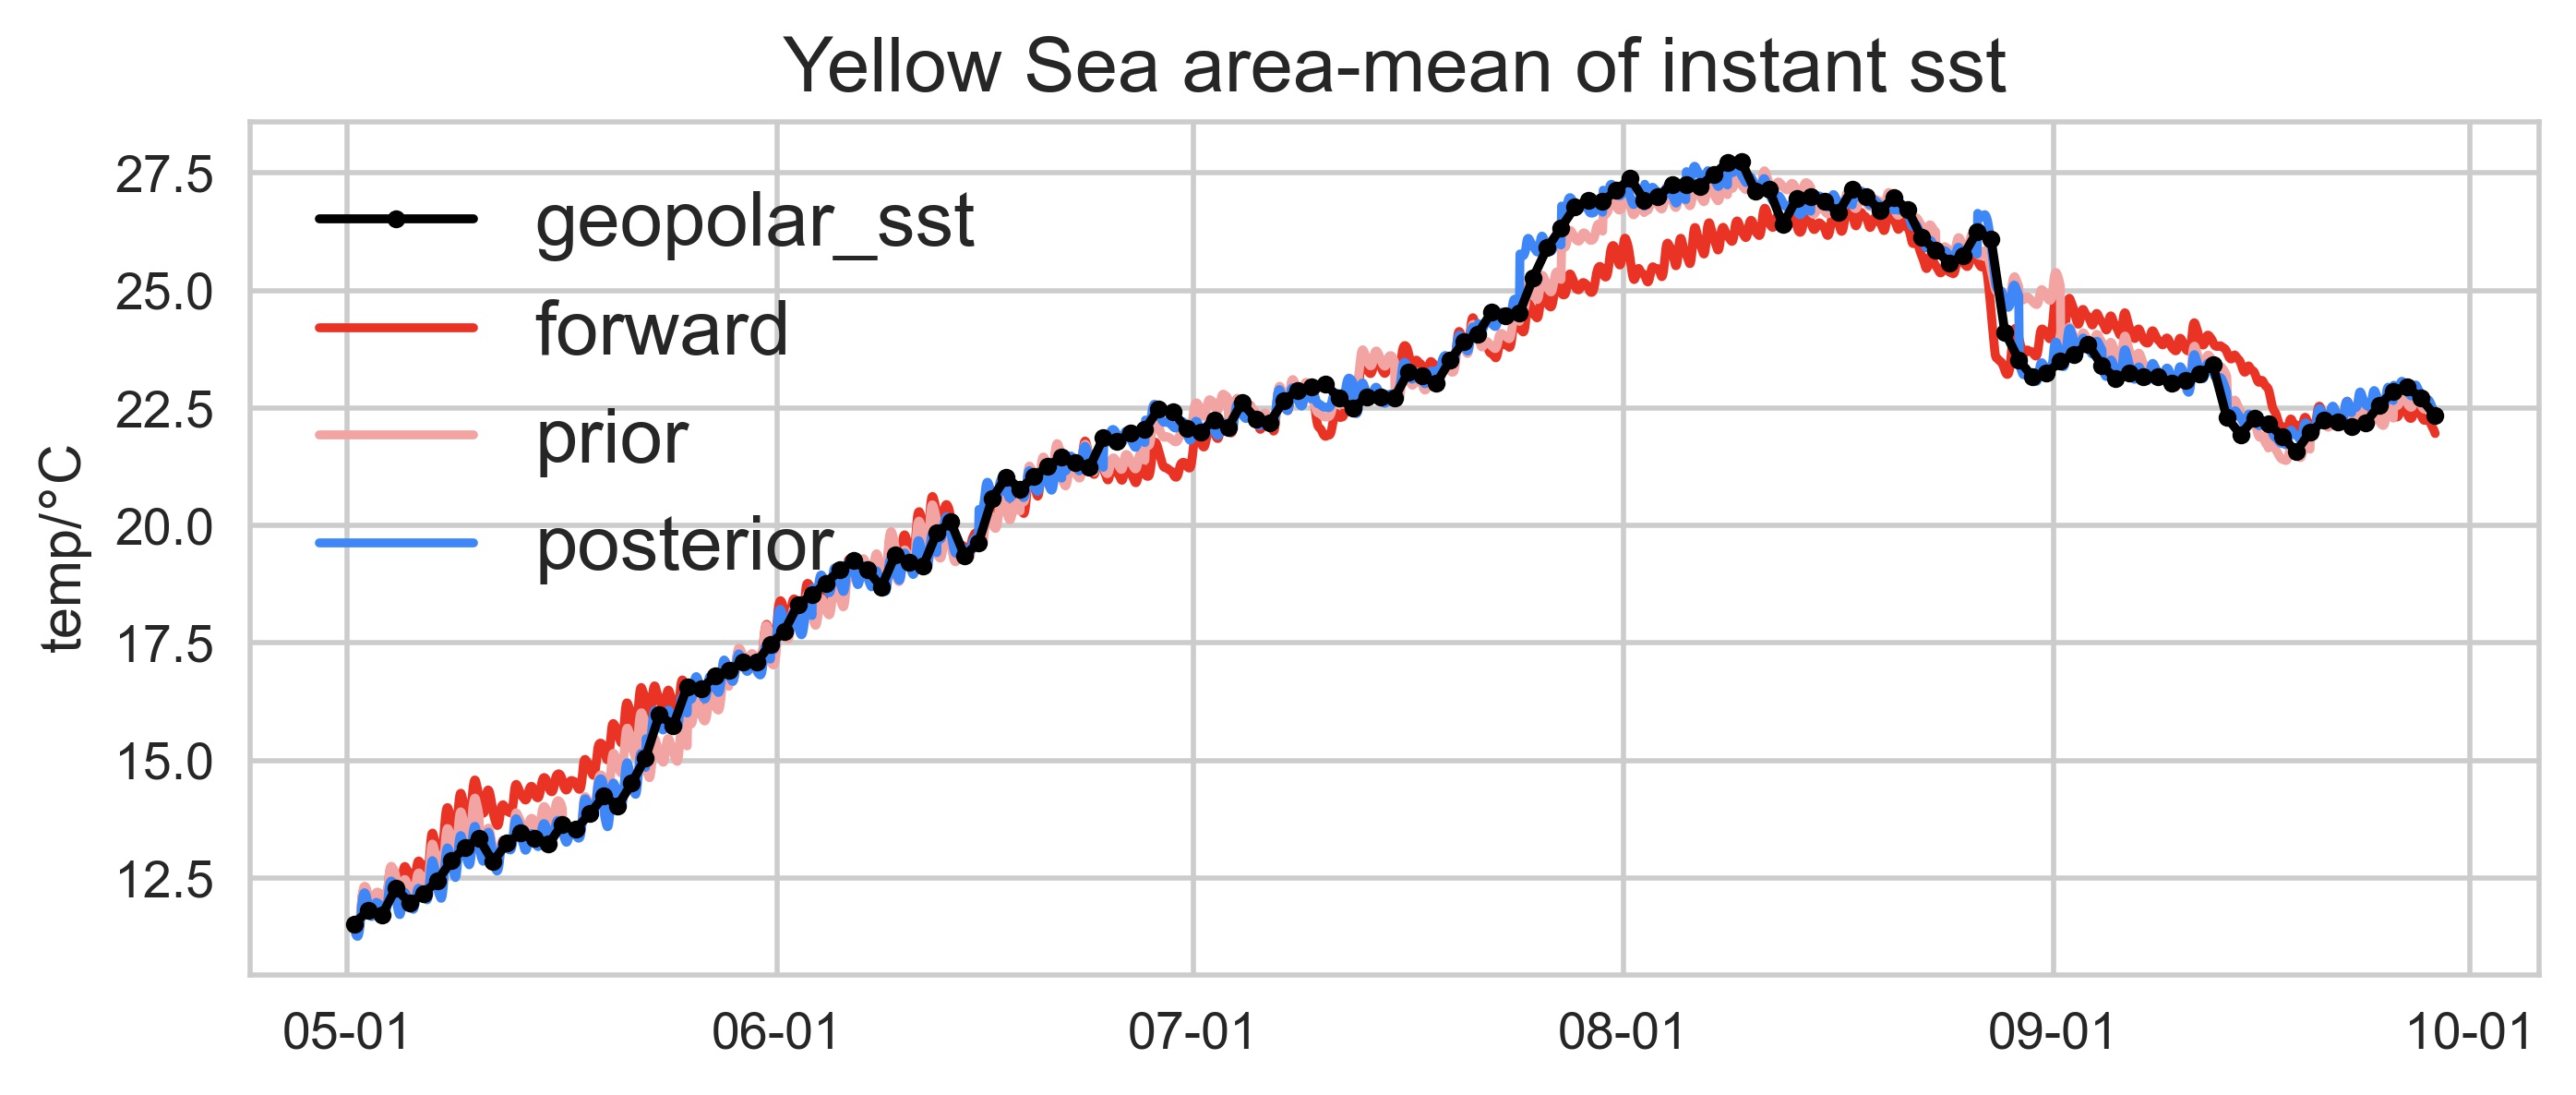 Yellow Sea area-mean of instant sst
27.5
25.0
22.5
20.0
17.5
15.0
12.5
temp/°C
geopolar_sst
forward
prior
posterior
05-01
06-01
07-01
08-01
09-01
10-01